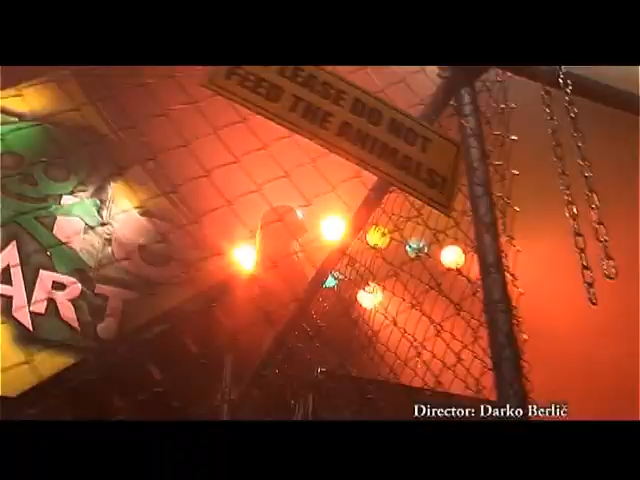 PLEASE DO NOT
FEED THE ANIMALS!
ART
Director: Darko Berlič